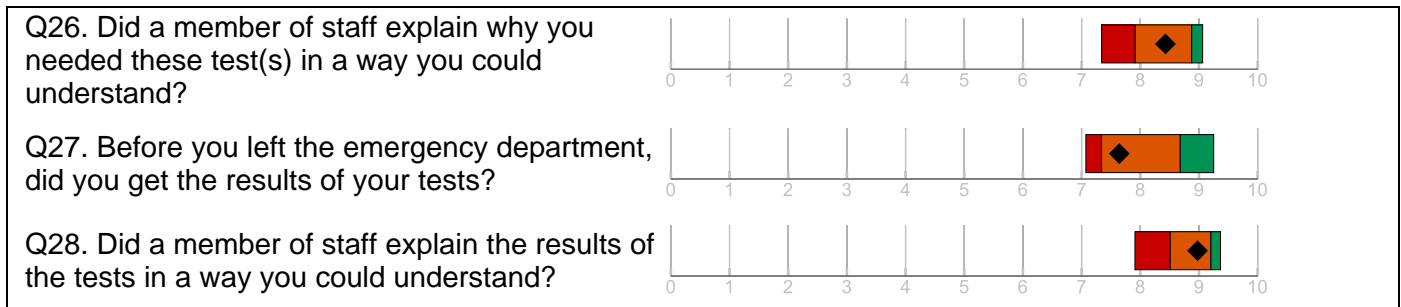 Q26. Did a member of staff explain why you
needed these test(s) in a way you could
understand?
0 1 2 3 4 5 6 7 8 9 10
Q27. Before you left the emergency department,
did you get the results of your tests?
0 1 2 3 4 5 6 7 8 9 10
Q28. Did a member of staff explain the results of
the tests in a way you could understand?
0 1 2 3 4 5 6 7 8 9 10